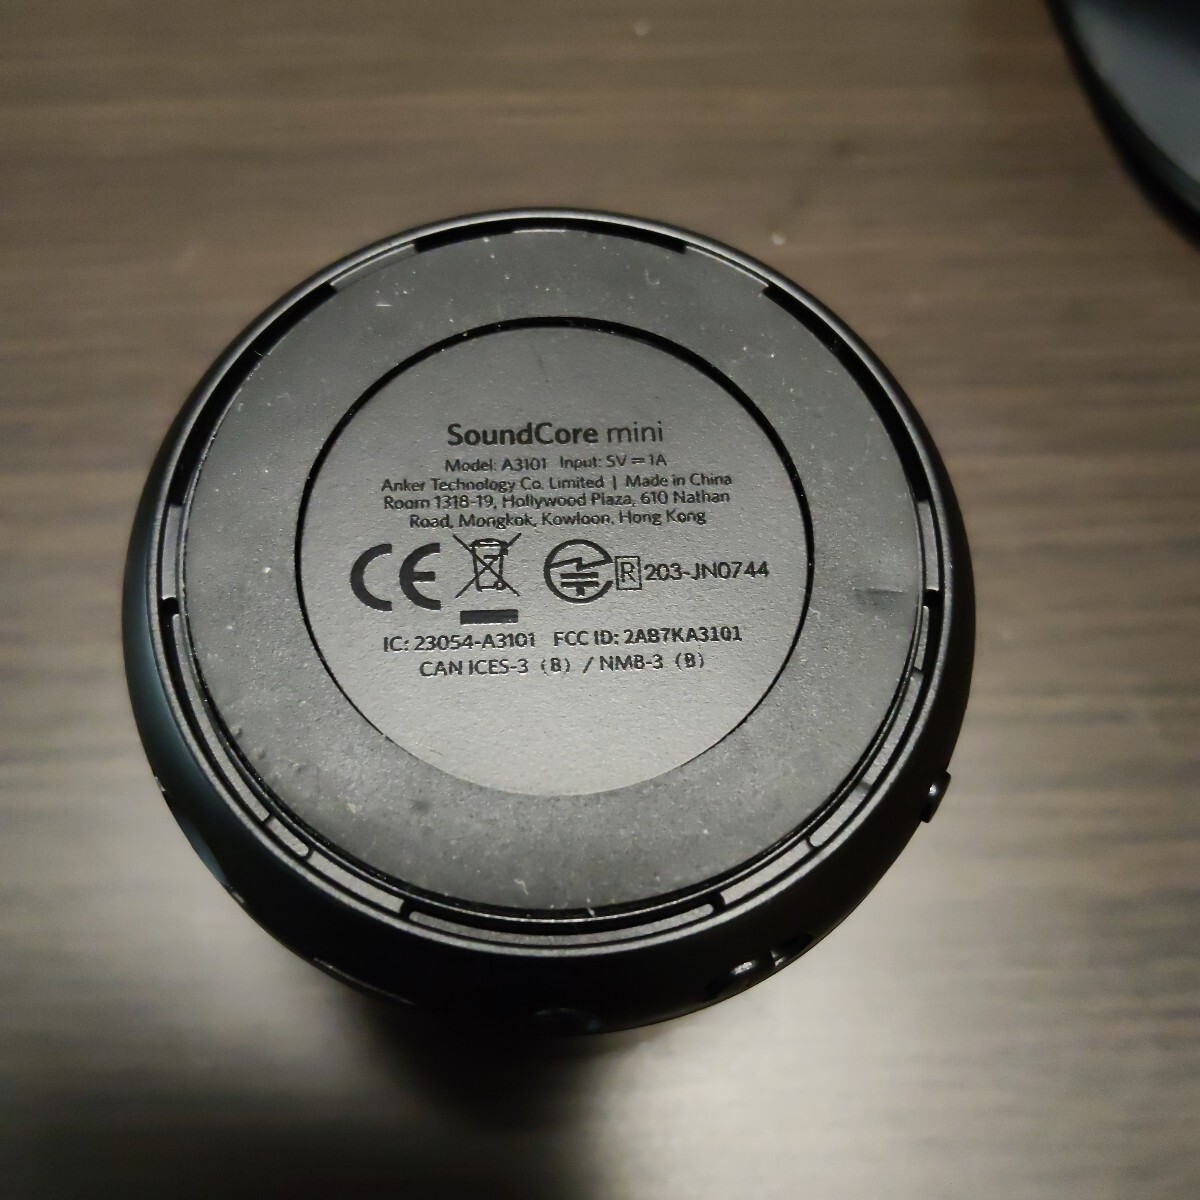 SoundCore mini
Model: A3101 Input: 5V⎓1A
Anker Technology Co. Limited | Made in China
Room 1318-19, Hollywood Plaza, 610 Nathan
Road, Mongkok, Kowloon, Hong Kong
CE R 203-JN0744
IC: 23054-A3101 FCC ID: 2AB7KA3101
CAN ICES-3 (B) / NMB-3 (B)